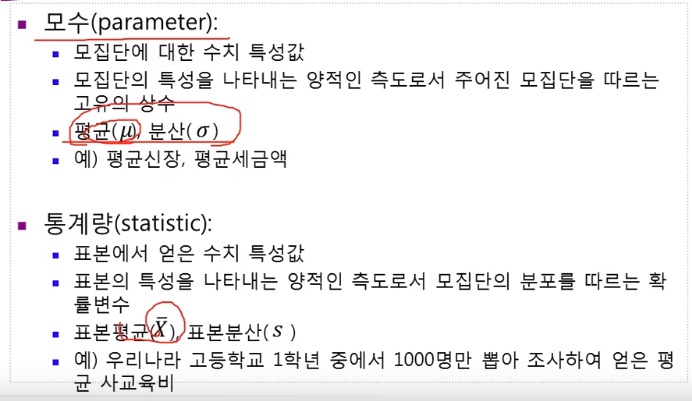 모수(parameter):
모집단에 대한 수치 특성값
모집단의 특성을 나타내는 양적인 측도로서 주어진 모집단을 따르는
고유의 상수
평균(μ), 분산(σ)
예) 평균신장, 평균세금액
통계량(statistic):
표본에서 얻은 수치 특성값
표본의 특성을 나타내는 양적인 측도로서 모집단의 분포를 따르는 확
률변수
표본평균(X̄), 표본분산(s)
예) 우리나라 고등학교 1학년 중에서 1000명만 뽑아 조사하여 얻은 평
균 사교육비